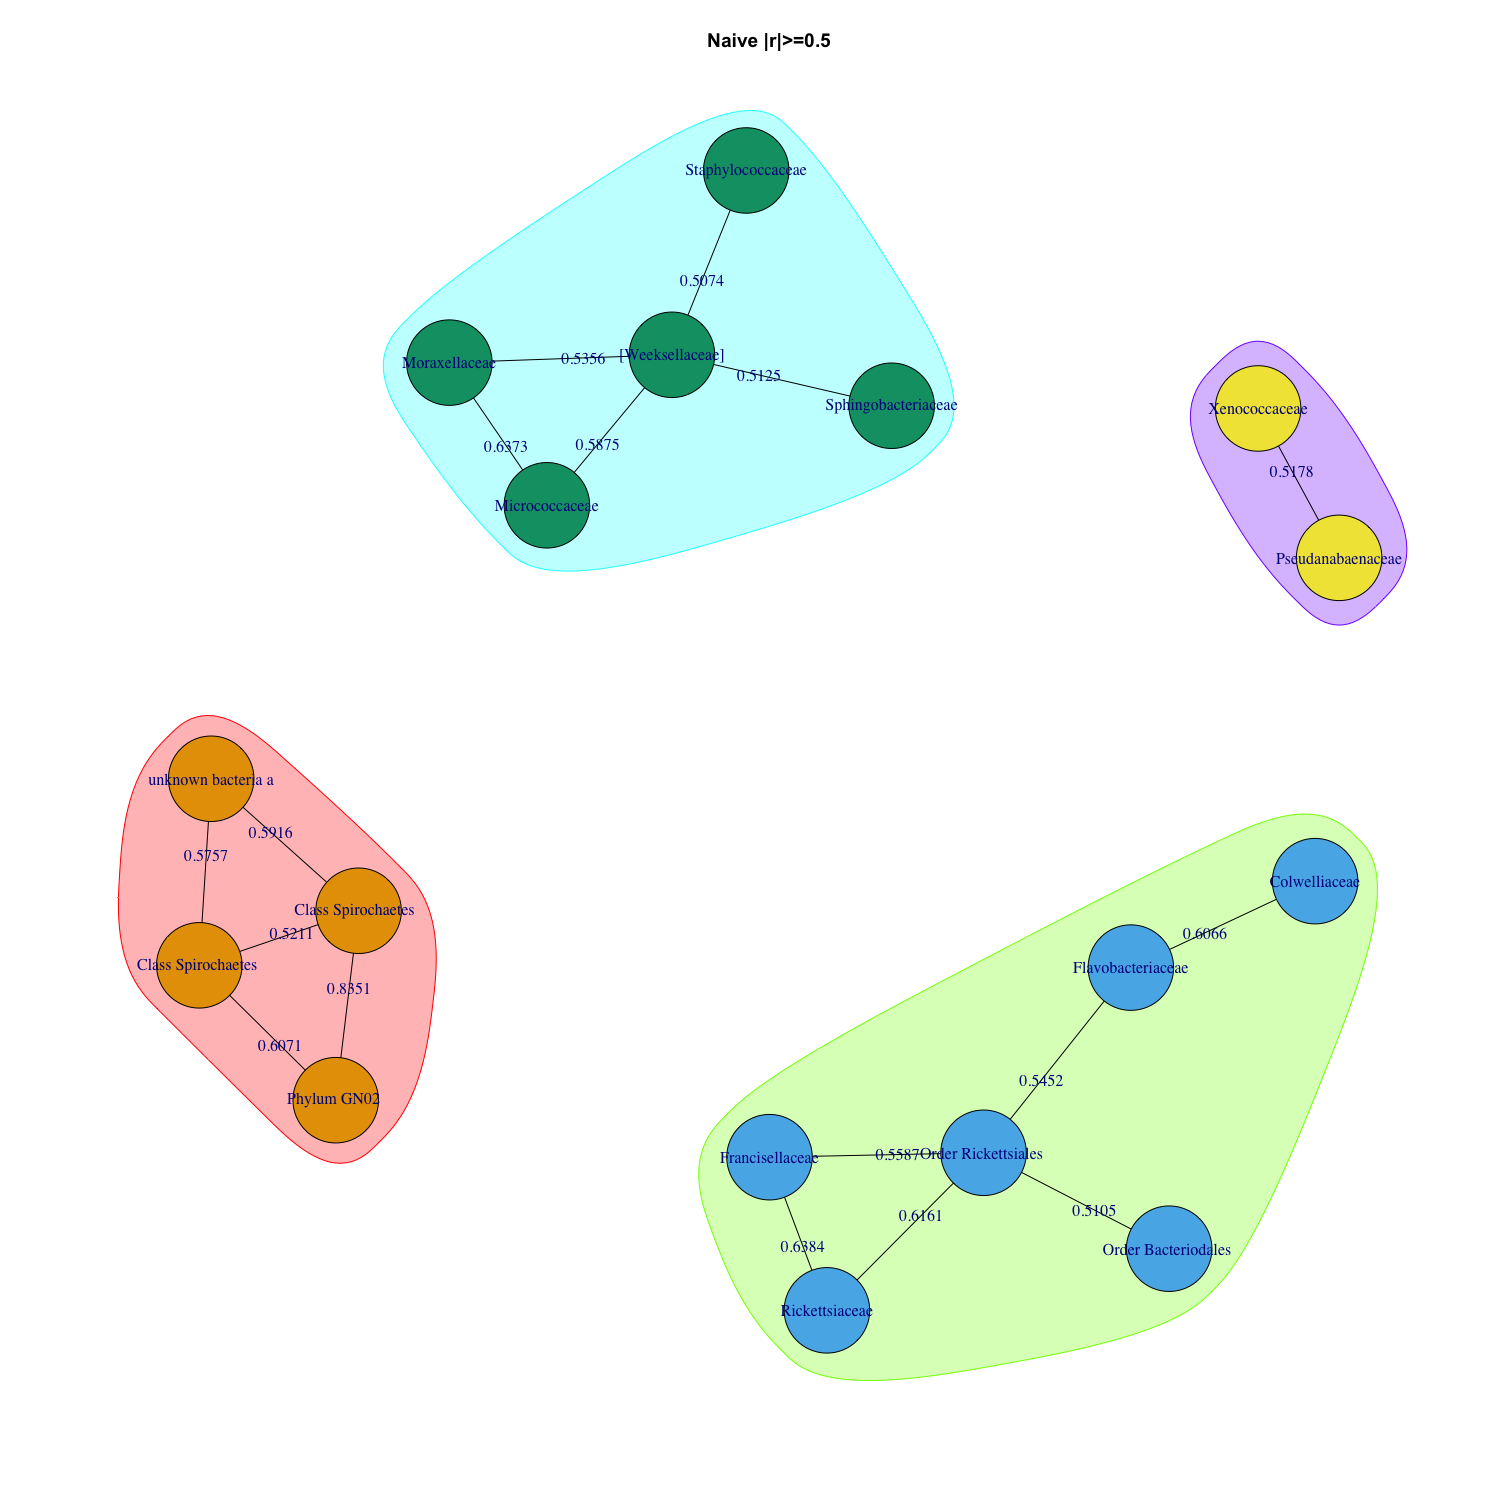 Naive |r|>=0.5
Staphylococcaceae
0.5074
Moraxellaceae
0.5356
[Weeksellaceae]
0.5125
Sphingobacteriaceae
0.6373
0.5875
Micrococcaceae
Xenococcaceae
0.5178
Pseudanabaenaceae
unknown bacteria a
0.5916
0.5757
Class Spirochaetes
0.5211
Class Spirochaetes
0.8351
0.6071
Phylum GN02
Colwelliaceae
0.6066
Flavobacteriaceae
0.5452
Francisellaceae
0.5587
Order Rickettsiales
0.6161
0.5105
0.6384
Order Bacteriodales
Rickettsiaceae